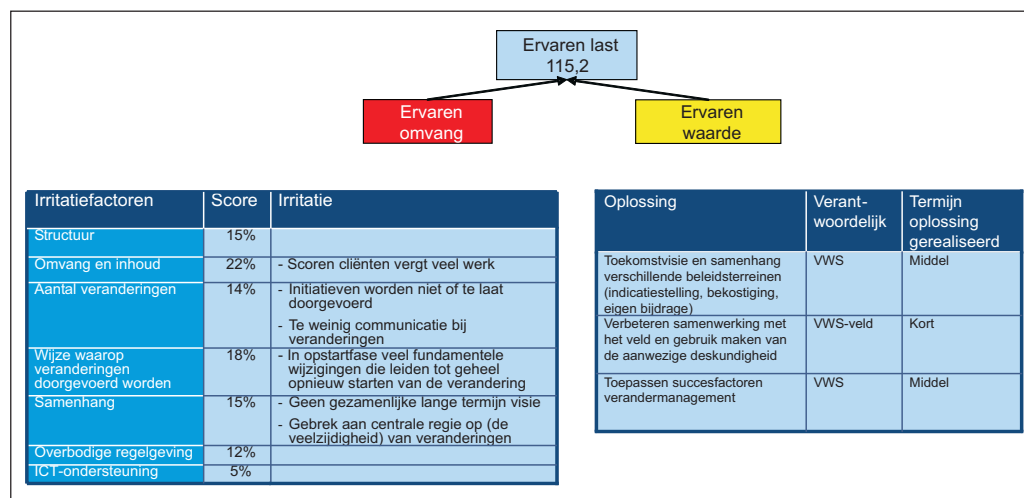 Ervaren last
115,2
Ervaren
omvang
Ervaren
waarde
Irritatiefactoren Score Irritatie
Structuur 15%
Omvang en inhoud 22% - Scoren cliënten vergt veel werk
Aantal veranderingen 14% - Initiatieven worden niet of te laat
doorgevoerd
- Te weinig communicatie bij
veranderingen
Wijze waarop
veranderingen
doorgevoerd worden
18%
- In opstartfase veel fundamentele
wijzigingen die leiden tot geheel
opnieuw starten van de verandering
Samenhang 15% - Geen gezamenlijke lange termijn visie
- Gebrek aan centrale regie op (de
veelzijdigheid) van veranderingen
Overbodige regelgeving 12%
ICT-ondersteuning 5%
Oplossing
Verant-
woordelijk
Termijn
oplossing
gerealiseerd
Toekomstvisie en samenhang
verschillende beleidsterreinen
(indicatiestelling, bekostiging,
eigen bijdrage)
VWS
Middel
Verbeteren samenwerking met
het veld en gebruik maken van
de aanwezige deskundigheid
VWS-veld
Kort
Toepassen succesfactoren
verandermanagement
VWS
Middel